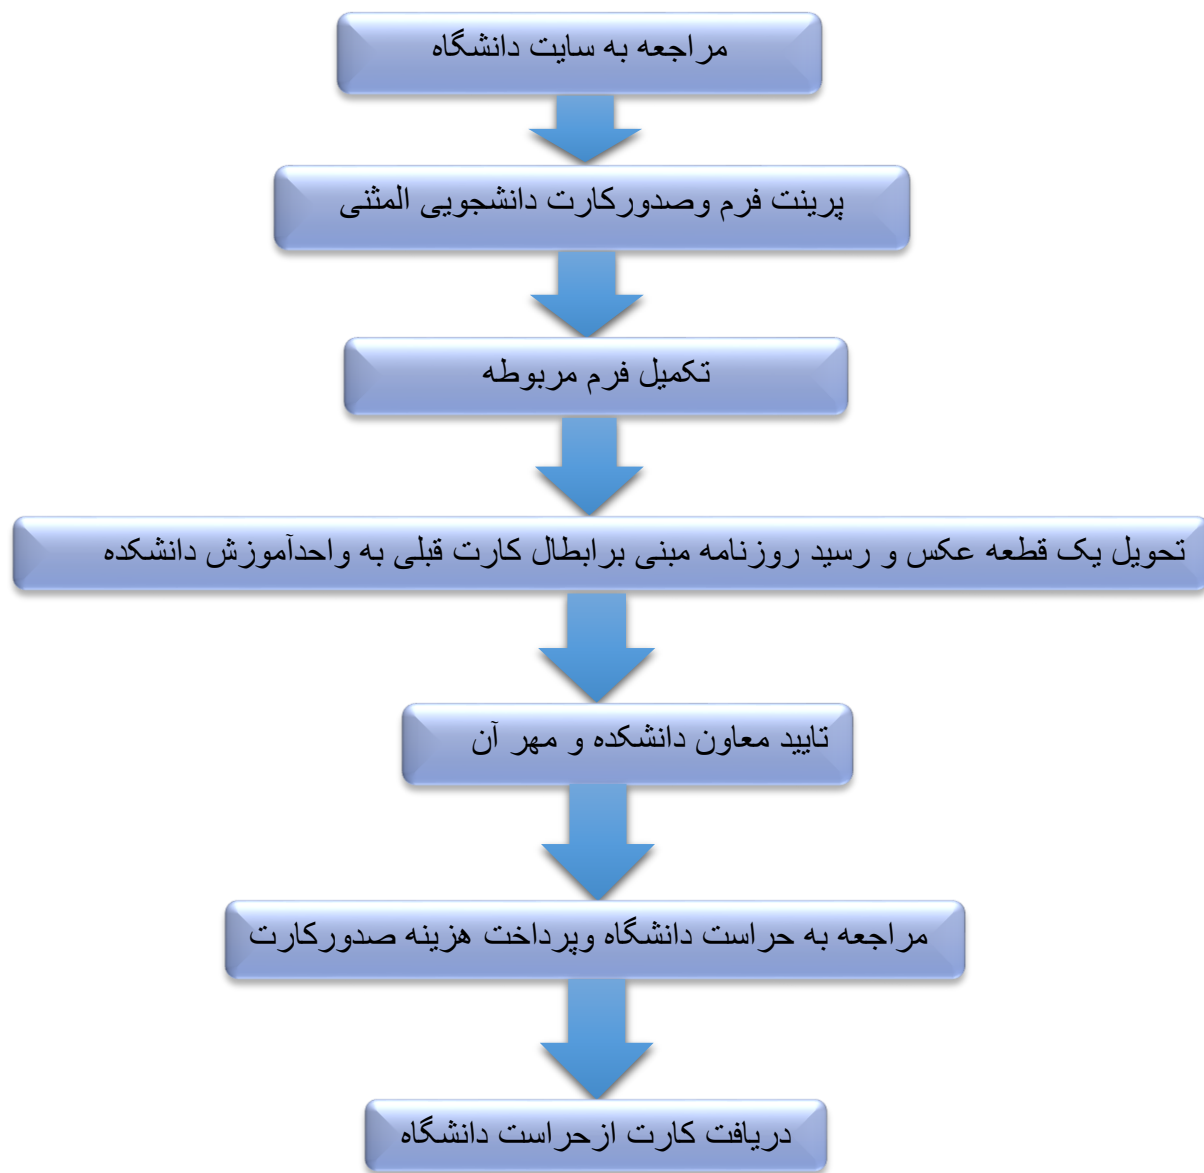 مراجعه به سایت دانشگاه
پرینت فرم وصدورکارت دانشجویی المثنی
تکمیل فرم مربوطه
تحویل یک قطعه عکس و رسید روزنامه مبنی برابطال کارت قبلی به واحدآموزش دانشکده
تایید معاون دانشکده و مهر آن
مراجعه به حراست دانشگاه وپرداخت هزینه صدورکارت
دریافت کارت ازحراست دانشگاه